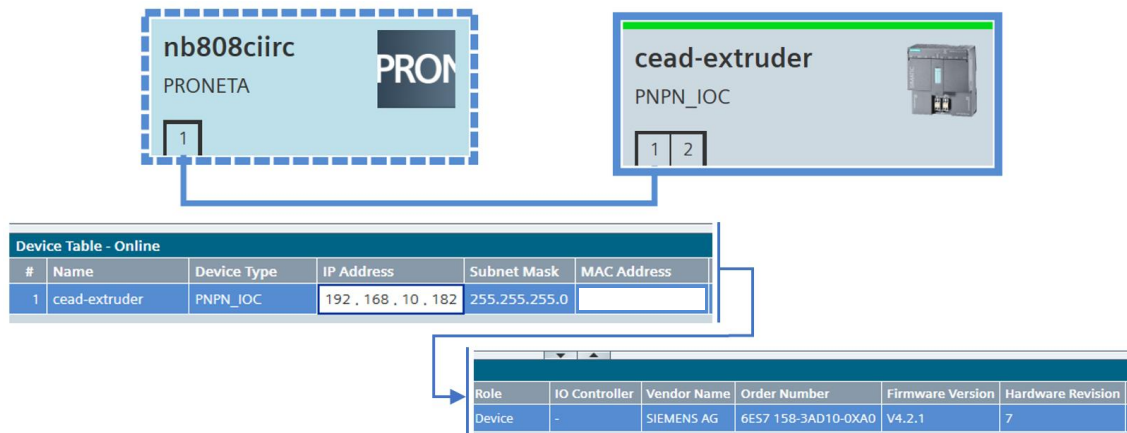 nb808ciirc
PRONETA
PRON
1
cead-extruder
PNPN_IOC
1 2
Device Table - Online
# Name Device Type IP Address Subnet Mask MAC Address
1 cead-extruder PNPN_IOC 192 . 168 . 10 . 182 255.255.255.0
Role IO Controller Vendor Name Order Number Firmware Version Hardware Revision
Device - SIEMENS AG 6ES7 158-3AD10-0XA0 V4.2.1 7